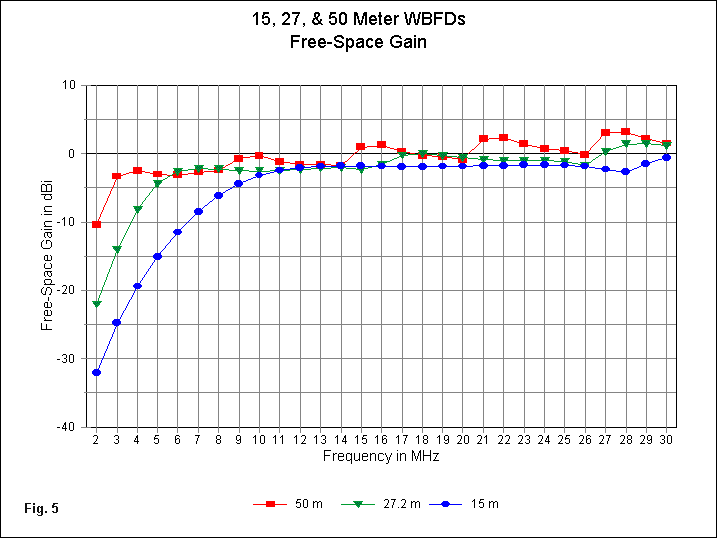 15, 27, & 50 Meter WBFDs
Free-Space Gain
10
0
-10
-20
-30
-40
Free-Space Gain in dBi
2 3 4 5 6 7 8 9 10 11 12 13 14 15 16 17 18 19 20 21 22 23 24 25 26 27 28 29 30
Frequency in MHz
Fig. 5
50 m 27.2 m 15 m